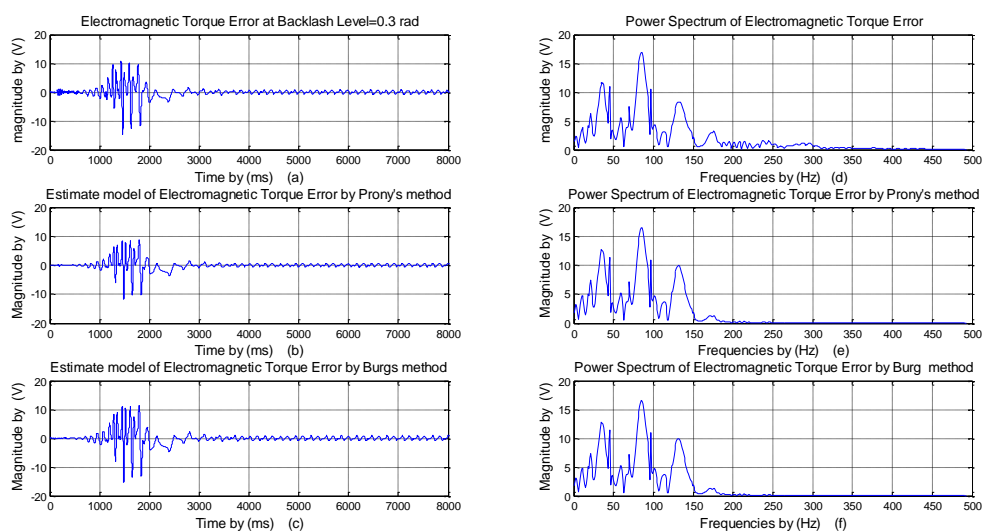 Electromagnetic Torque Error at Backlash Level=0.3 rad
magnitude by (V)
20
10
0
-10
-20
0 1000 2000 3000 4000 5000 6000 7000 8000
Time by (ms) (a)
Power Spectrum of Electromagnetic Torque Error
magnitude by (V)
20
15
10
5
0
0 50 100 150 200 250 300 350 400 450 500
Frequencies by (Hz) (d)
Estimate model of Electromagnetic Torque Error by Prony's method
Magnitude by (V)
20
10
0
-10
-20
0 1000 2000 3000 4000 5000 6000 7000 8000
Time by (ms) (b)
Power Spectrum of Electromagnetic Torque Error by Prony's method
Magnitude by (V)
20
15
10
5
0
0 50 100 150 200 250 300 350 400 450 500
Frequencies by (Hz) (e)
Estimate model of Electromagnetic Torque Error by Burgs method
Magnitude by (V)
20
10
0
-10
-20
0 1000 2000 3000 4000 5000 6000 7000 8000
Time by (ms) (c)
Power Spectrum of Electromagnetic Torque Error by Burg method
Magnitude by (V)
20
15
10
5
0
0 50 100 150 200 250 300 350 400 450 500
Frequencies by (Hz) (f)